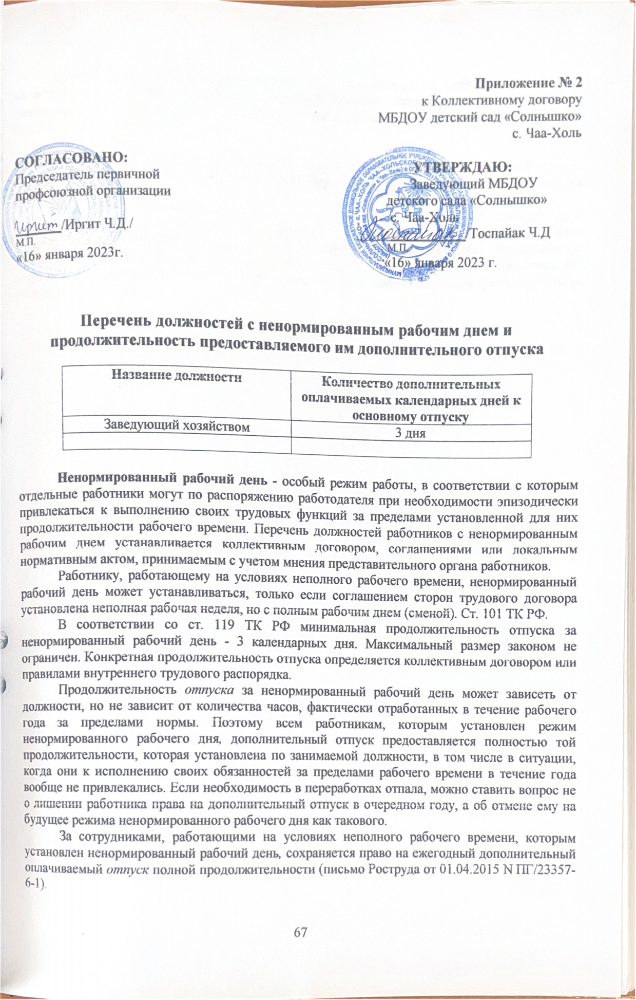 Приложение № 2
к Коллективному договору
МБДОУ детский сад «Солнышко»
с. Чаа-Холь
СОГЛАСОВАНО:
Председатель первичной
профсоюзной организации
Иргит /Иргит Ч.Д./
М.П.
«16» января 2023г.
УТВЕРЖДАЮ:
Заведующий МБДОУ
детского сада «Солнышко»
с. Чаа-Холь
/Тоспайак Ч.Д
М.П.
«16» января 2023 г.
Перечень должностей с ненормированным рабочим днем и
продолжительность предоставляемого им дополнительного отпуска
Название должности
Количество дополнительных
оплачиваемых календарных дней к
основному отпуску
Заведующий хозяйством
3 дня
Ненормированный рабочий день - особый режим работы, в соответствии с которым
отдельные работники могут по распоряжению работодателя при необходимости эпизодически
привлекаться к выполнению своих трудовых функций за пределами установленной для них
продолжительности рабочего времени. Перечень должностей работников с ненормированным
рабочим днем устанавливается коллективным договором, соглашениями или локальным
нормативным актом, принимаемым с учетом мнения представительного органа работников.
Работнику, работающему на условиях неполного рабочего времени, ненормированный
рабочий день может устанавливаться, только если соглашением сторон трудового договора
установлена неполная рабочая неделя, но с полным рабочим днем (сменой). Ст. 101 ТК РФ.
В соответствии со ст. 119 ТК РФ минимальная продолжительность отпуска за
ненормированный рабочий день - 3 календарных дня. Максимальный размер законом не
ограничен. Конкретная продолжительность отпуска определяется коллективным договором или
правилами внутреннего трудового распорядка.
Продолжительность отпуска за ненормированный рабочий день может зависеть от
должности, но не зависит от количества часов, фактически отработанных в течение рабочего
года за пределами нормы. Поэтому всем работникам, которым установлен режим
ненормированного рабочего дня, дополнительный отпуск предоставляется полностью той
продолжительности, которая установлена по занимаемой должности, в том числе в ситуации,
когда они к исполнению своих обязанностей за пределами рабочего времени в течение года
вообще не привлекались. Если необходимость в переработках отпала, можно ставить вопрос не
о лишении работника права на дополнительный отпуск в очередном году, а об отмене ему на
будущее режима ненормированного рабочего дня как такового.
За сотрудниками, работающими на условиях неполного рабочего времени, которым
установлен ненормированный рабочий день, сохраняется право на ежегодный дополнительный
оплачиваемый отпуск полной продолжительности (письмо Роструда от 01.04.2015 N ПГ/23357-
6-1).
67